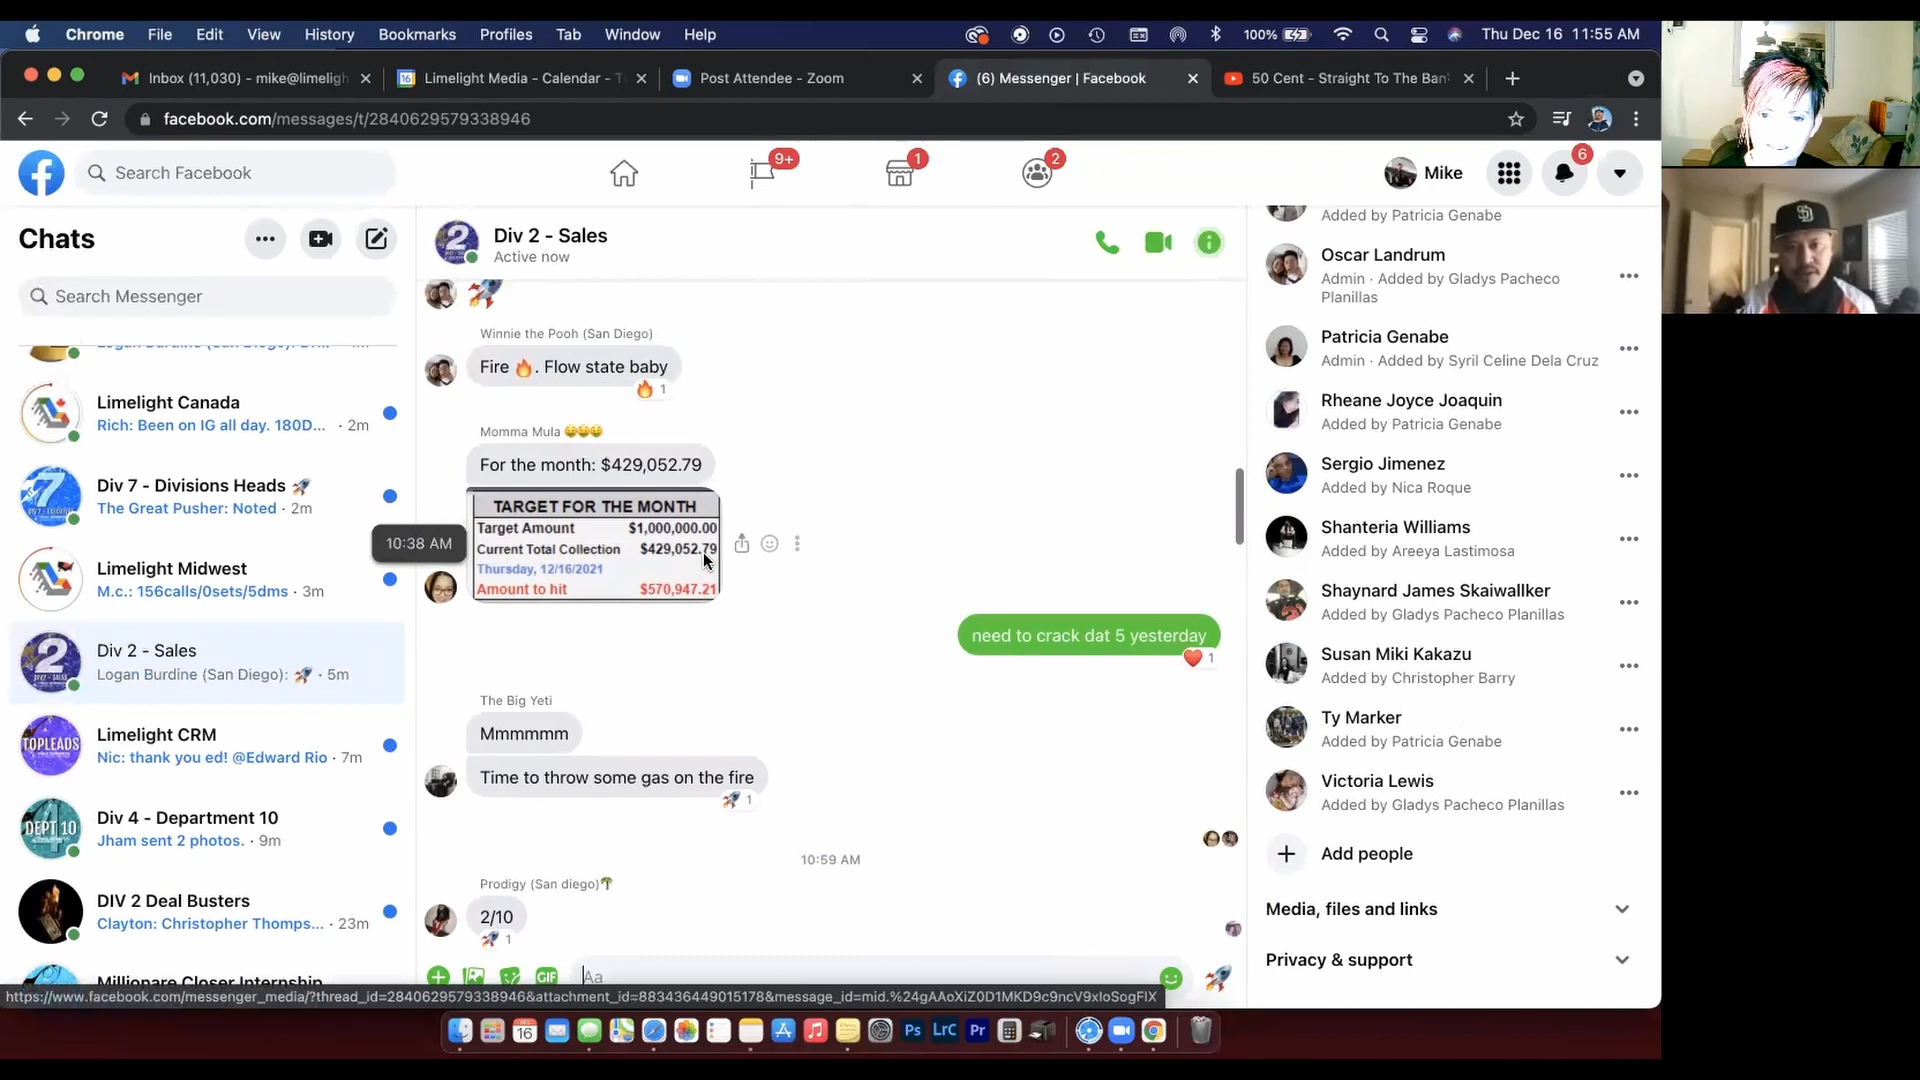 Chrome File Edit View History Bookmarks Profiles Tab Window Help 100% Thu Dec 16 11:55 AM
Inbox (11,030) - mike@limeligh
Limelight Media - Calendar - T
Post Attendee - Zoom
(6) Messenger | Facebook
50 Cent - Straight To The Ban
facebook.com/messages/t/2840629579338946
Search Facebook
9+
1
2
Mike
6
Chats
Search Messenger
Limelight Canada
Rich: Been on IG all day. 180D... · 2m
Div 7 - Divisions Heads 🚀
The Great Pusher: Noted · 2m
Limelight Midwest
M.c.: 156calls/0sets/5dms · 3m
2
Div 2 - Sales
Logan Burdine (San Diego): 🚀 · 5m
TOPLEADS
Limelight CRM
Nic: thank you ed! @Edward Rio · 7m
DEPT 10
Div 4 - Department 10
Jham sent 2 photos. · 9m
DIV 2 Deal Busters
Clayton: Christopher Thomps... · 23m
Millionare Closer Internship
Div 2 - Sales
Active now
Winnie the Pooh (San Diego)
Fire 🔥. Flow state baby
🔥 1
Momma Mula 🤑🤑🤑
For the month: $429,052.79
10:38 AM
TARGET FOR THE MONTH
Target Amount $1,000,000.00
Current Total Collection $429,052.79
Thursday, 12/16/2021
Amount to hit $570,947.21
need to crack dat 5 yesterday
❤️ 1
The Big Yeti
Mmmmmm
Time to throw some gas on the fire
🚀 1
10:59 AM
Prodigy (San diego)🌴
2/10
🚀 1
GIF
Aa
https://www.facebook.com/messenger_media/?thread_id=2840629579338946&attachment_id=883436449015178&message_id=mid.%24gAAoXiZ0D1MKD9c9ncV9xIoSogFIX
Added by Patricia Genabe
Oscar Landrum
Admin · Added by Gladys Pacheco
Planillas
Patricia Genabe
Admin · Added by Syril Celine Dela Cruz
Rheane Joyce Joaquin
Added by Patricia Genabe
Sergio Jimenez
Added by Nica Roque
Shanteria Williams
Added by Areeya Lastimosa
Shaynard James Skaiwallker
Added by Gladys Pacheco Planillas
Susan Miki Kakazu
Added by Christopher Barry
Ty Marker
Added by Patricia Genabe
Victoria Lewis
Added by Gladys Pacheco Planillas
Add people
Media, files and links
Privacy & support
16
Ps LrC Pr